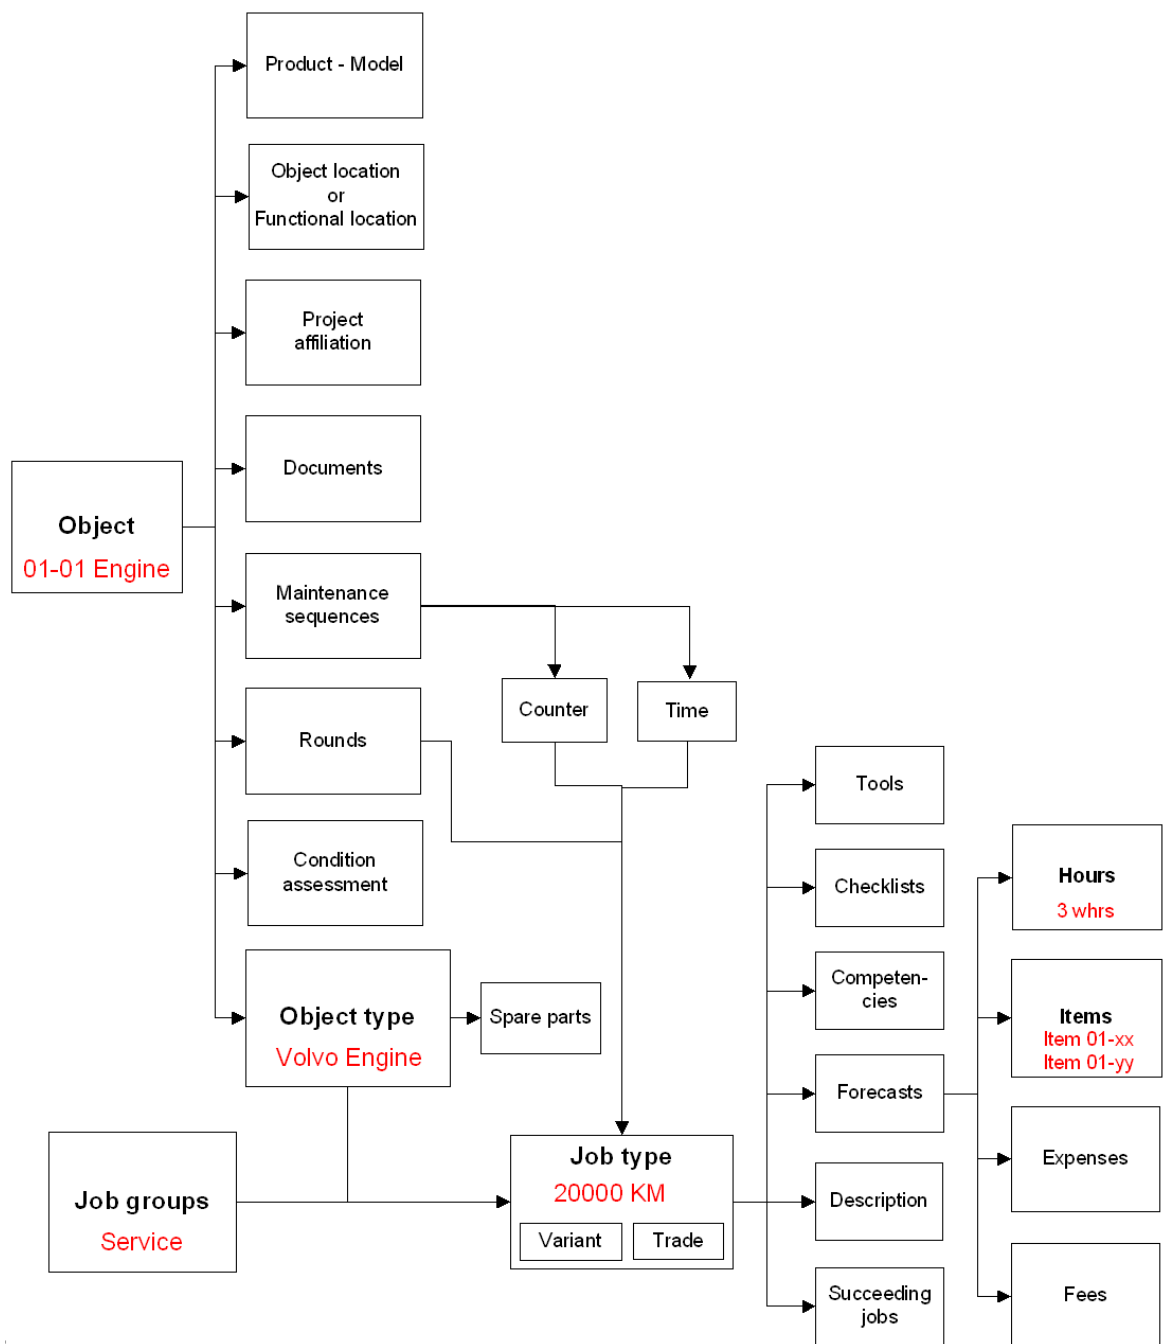 Product - Model
Object location
or
Functional location
Project
affiliation
Documents
Object
01-01 Engine
Maintenance
sequences
Counter
Time
Rounds
Condition
assessment
Object type
Volvo Engine
Spare parts
Job groups
Service
Job type
20000 KM
Variant
Trade
Tools
Checklists
Competen-
cies
Forecasts
Description
Succeeding
jobs
Hours
3 whrs
Items
Item 01-xx
Item 01-yy
Expenses
Fees